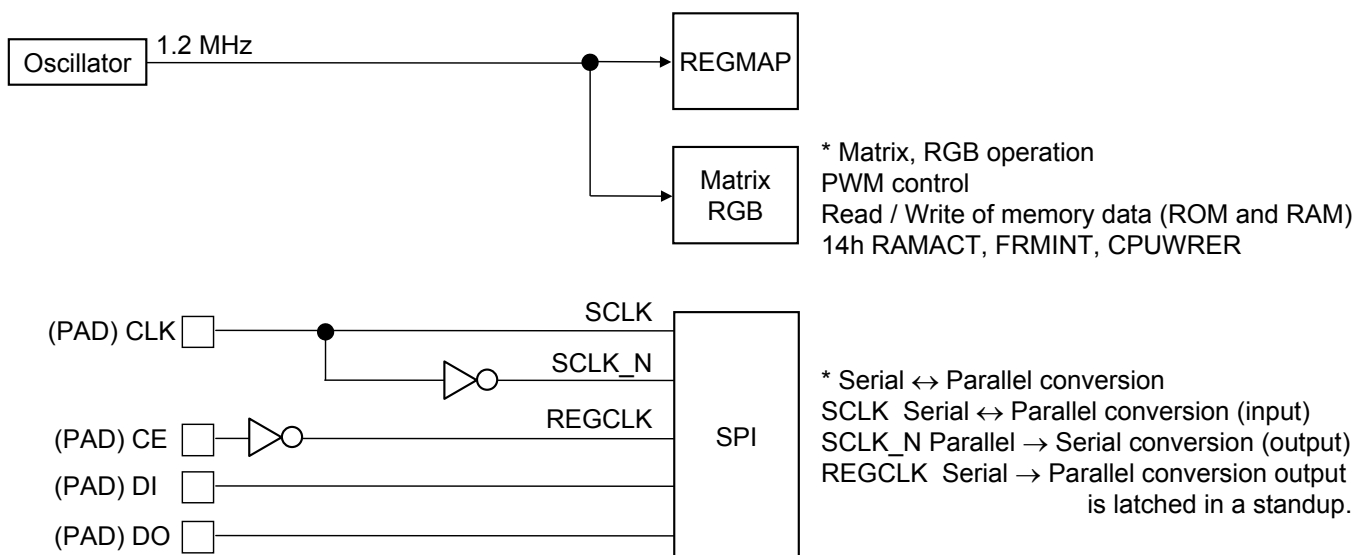 1.2 MHz
Oscillator
REGMAP
Matrix
RGB
* Matrix, RGB operation
PWM control
Read / Write of memory data (ROM and RAM)
14h RAMACT, FRMINT, CPUWRER
(PAD) CLK
SCLK
SCLK_N
(PAD) CE
REGCLK
(PAD) DI
(PAD) DO
SPI
* Serial ↔ Parallel conversion
SCLK Serial ↔ Parallel conversion (input)
SCLK_N Parallel → Serial conversion (output)
REGCLK Serial → Parallel conversion output
is latched in a standup.